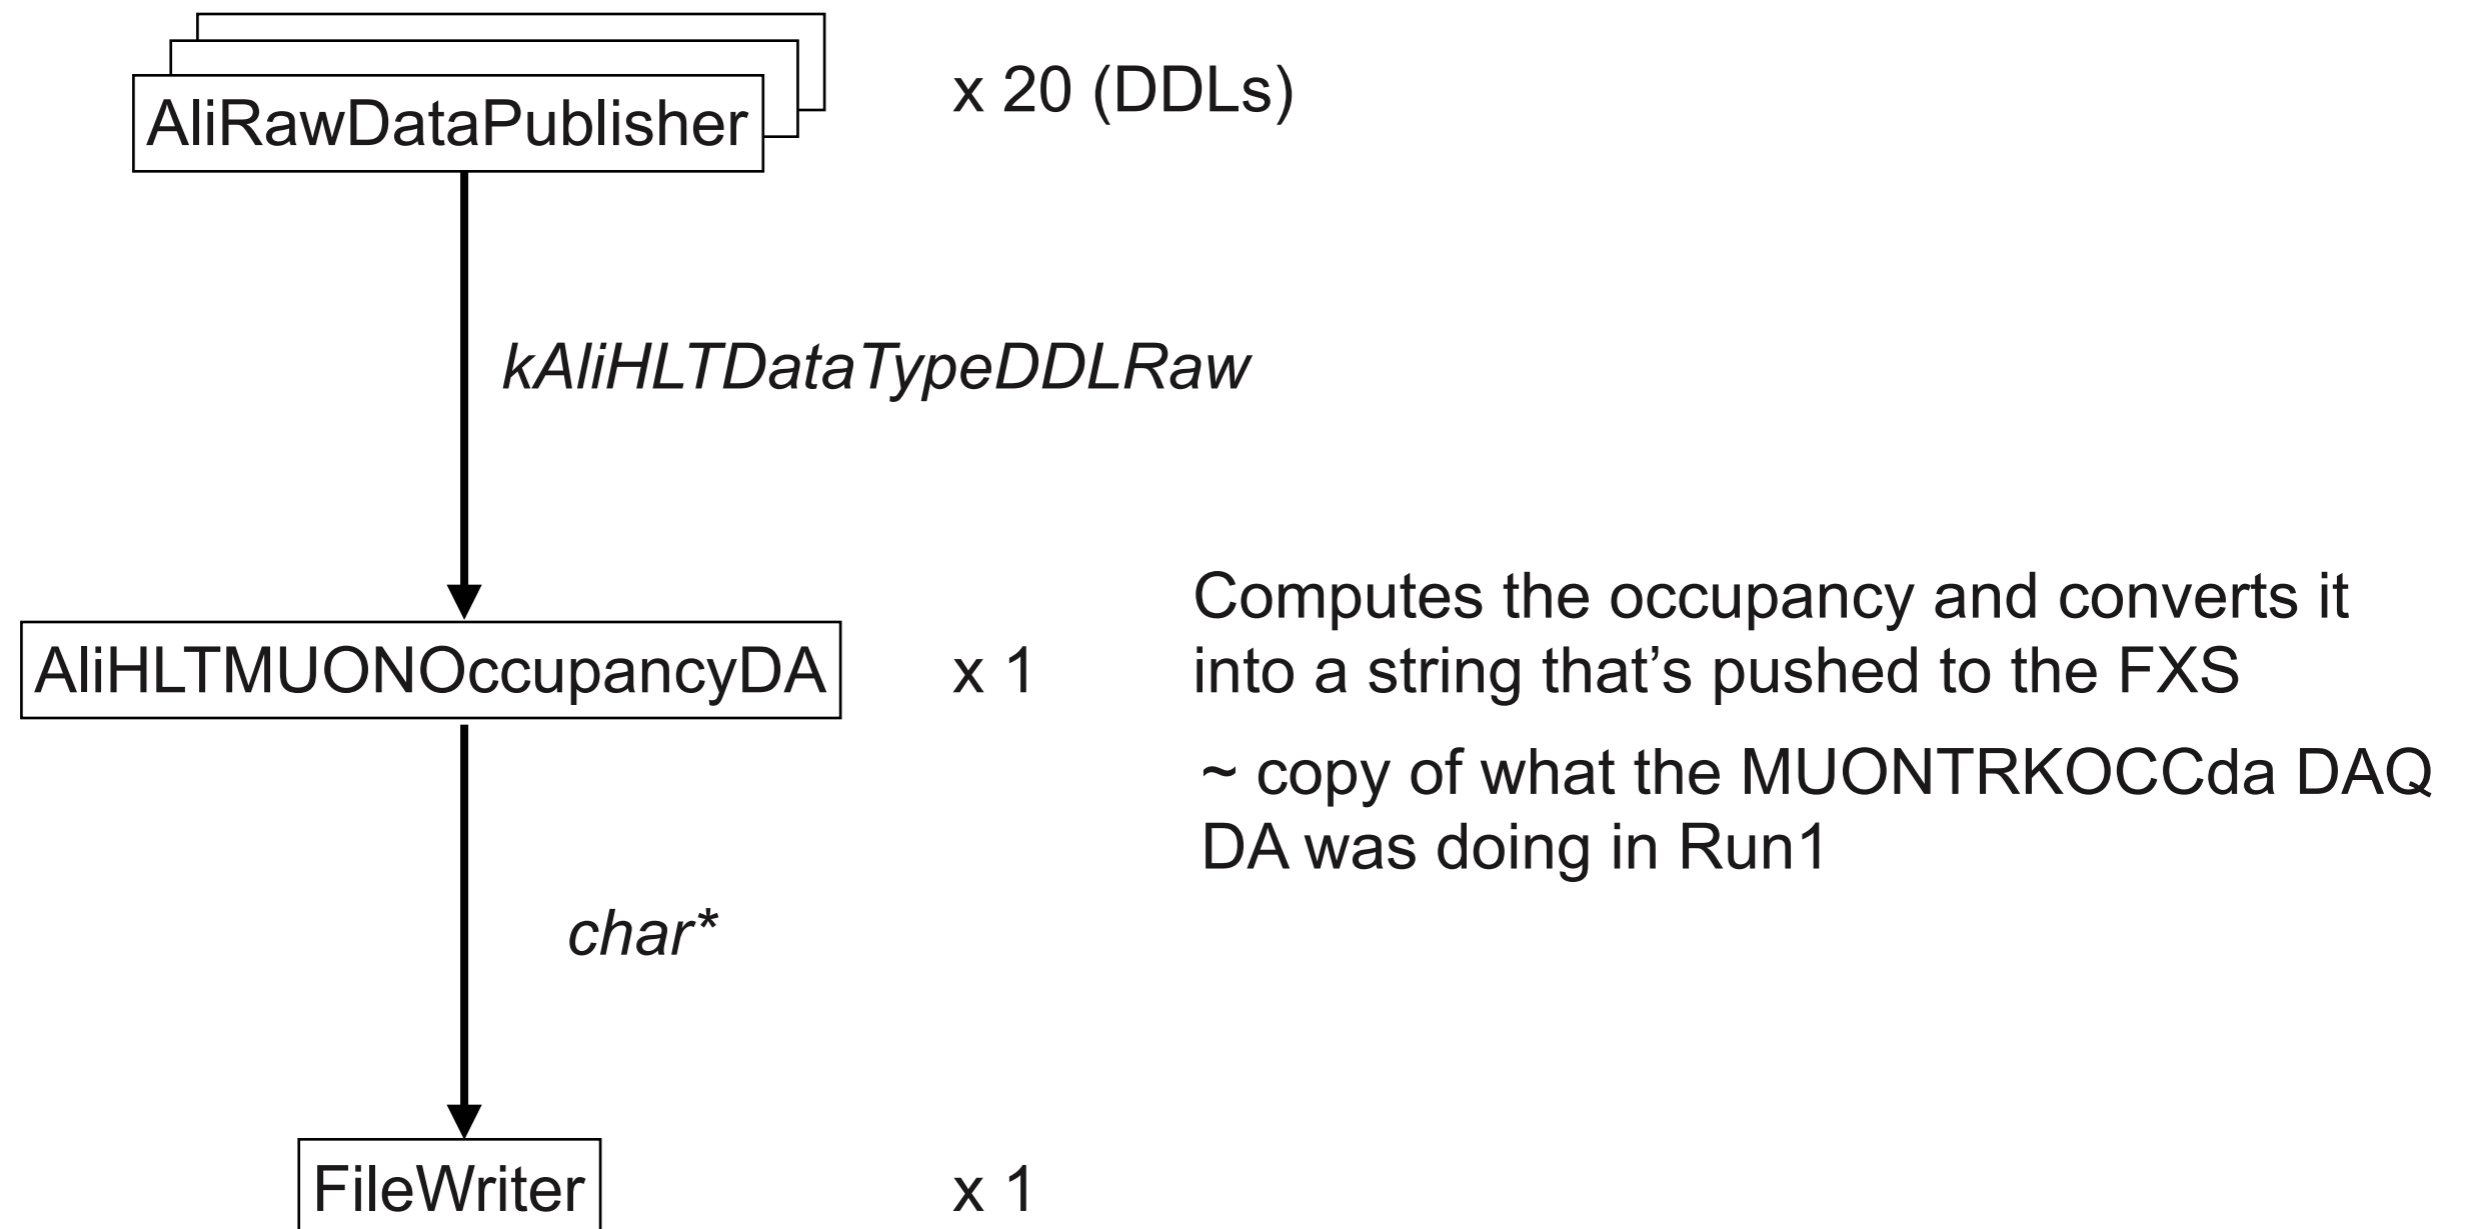 AliRawDataPublisher
x 20 (DDLs)
kAliHLTDataTypeDDLRaw
AliHLTMUONOccupancyDA
x 1
Computes the occupancy and converts it
into a string that’s pushed to the FXS
~ copy of what the MUONTRKOCCda DAQ
DA was doing in Run1
char*
FileWriter
x 1